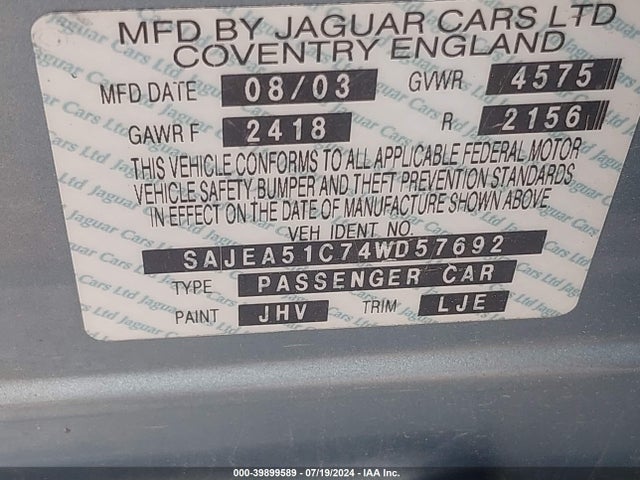 MFD BY JAGUAR CARS LTD
COVENTRY ENGLAND
MFD DATE 08/03 GVWR 4575
GAWR F 2418 R 2156
THIS VEHICLE CONFORMS TO ALL APPLICABLE FEDERAL MOTOR
VEHICLE SAFETY BUMPER AND THEFT PREVENTION STANDARDS
IN EFFECT ON THE DATE OF MANUFACTURE SHOWN ABOVE
VEH IDENT NO.
SAJEA51C74WD57692
TYPE PASSENGER CAR
PAINT JHV TRIM LJE
000-39899589 - 07/19/2024 - IAA Inc.